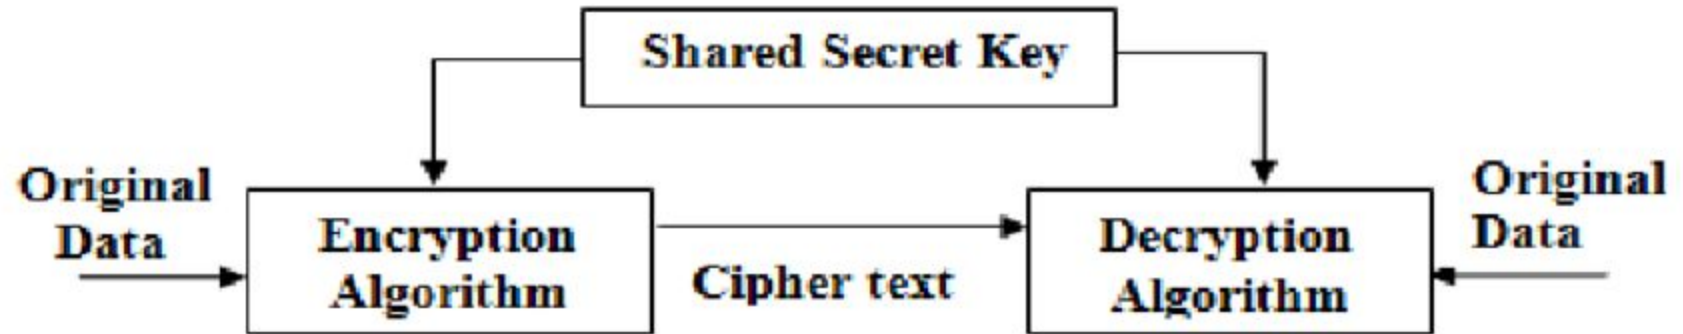 Shared Secret Key
Original
Data
Encryption
Algorithm
Cipher text
Decryption
Algorithm
Original
Data